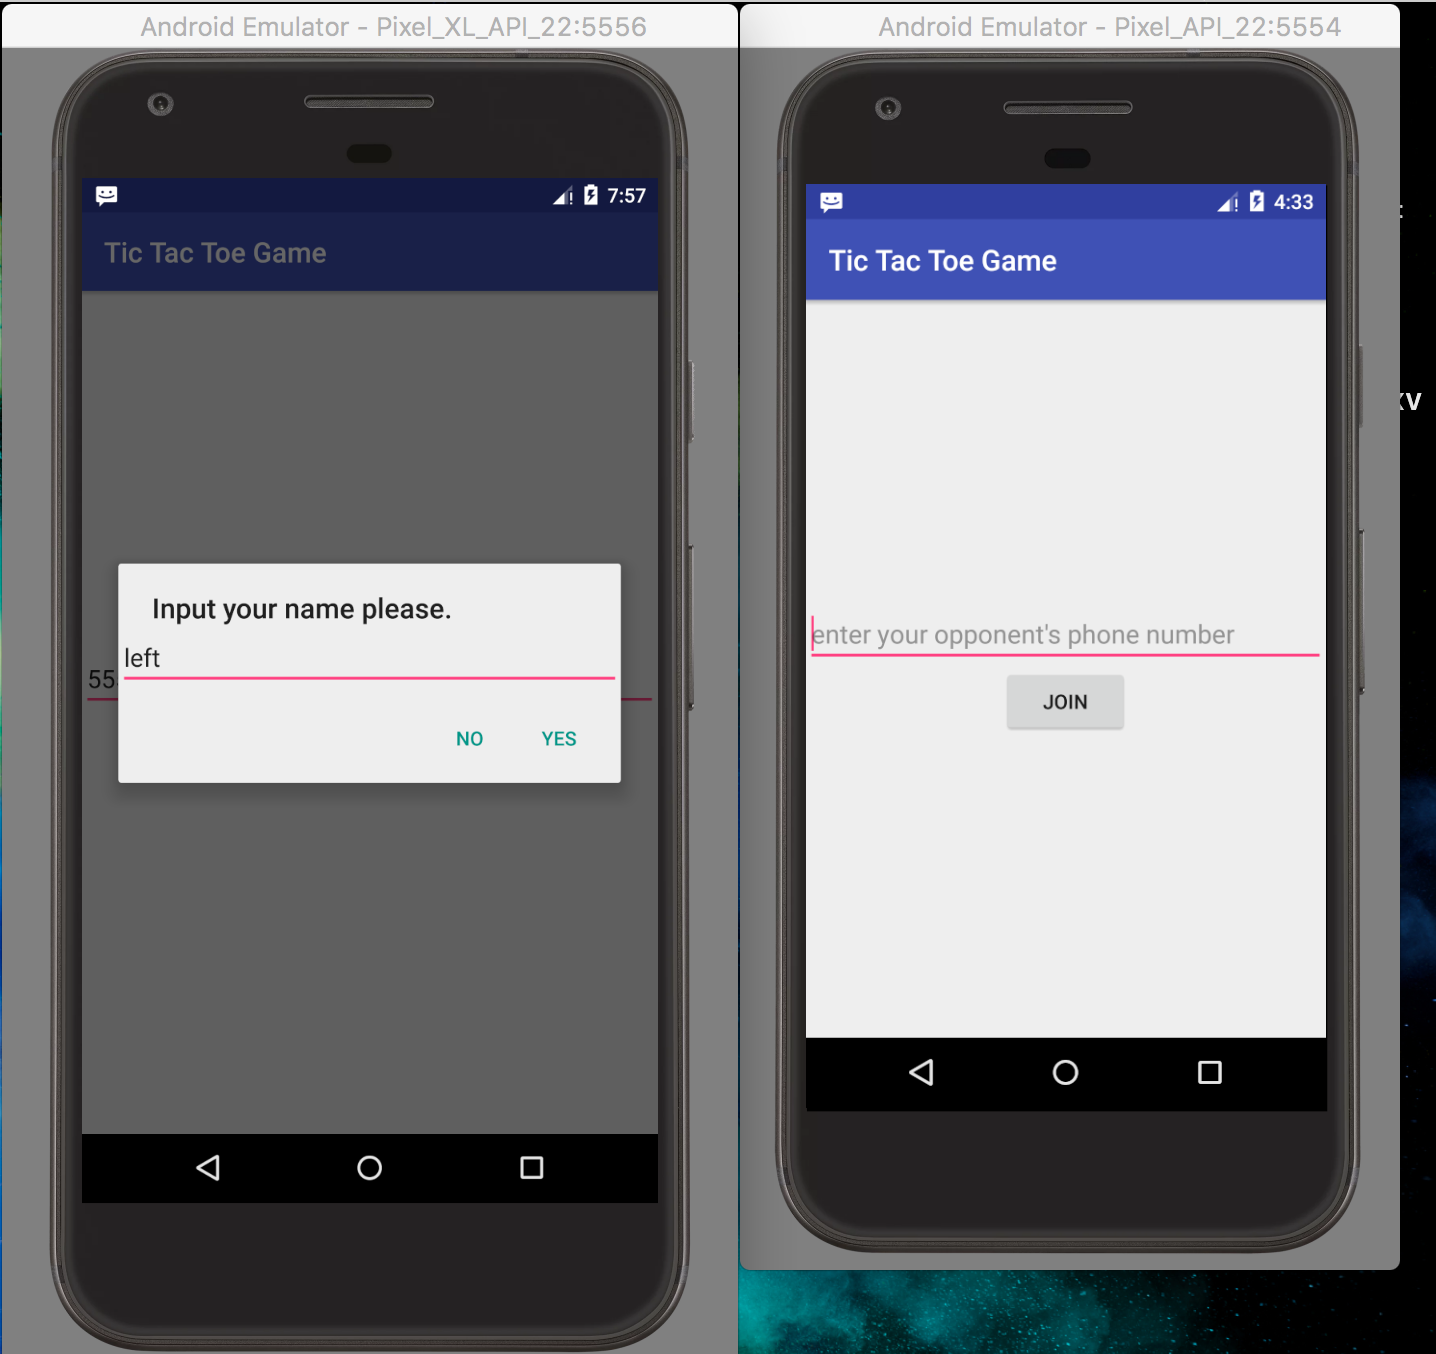 Android Emulator - Pixel_XL_API_22:5556
7:57
Tic Tac Toe Game
Input your name please.
left
55
NO YES
Android Emulator - Pixel_API_22:5554
4:33
Tic Tac Toe Game
enter your opponent's phone number
JOIN